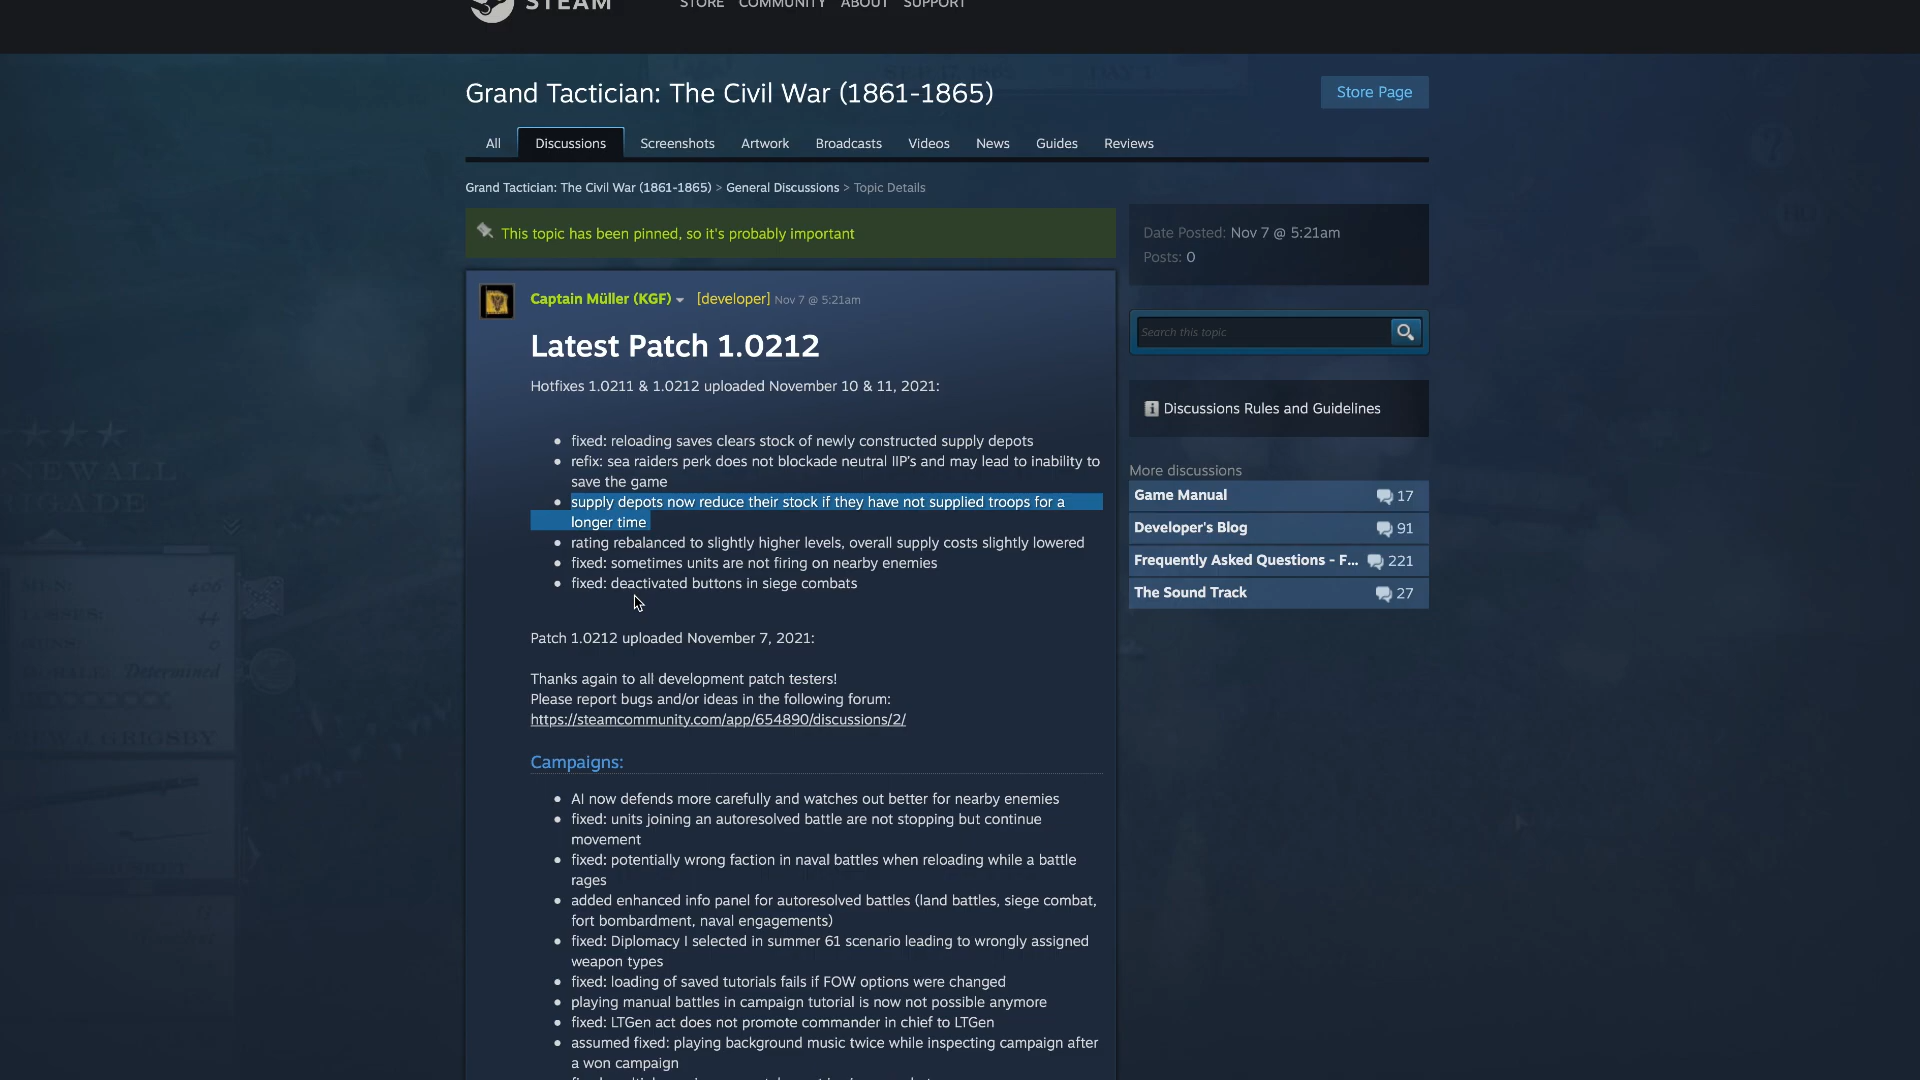 STEAM
STORE COMMUNITY ABOUT SUPPORT
Grand Tactician: The Civil War (1861-1865)
Store Page
All Discussions Screenshots Artwork Broadcasts Videos News Guides Reviews
Grand Tactician: The Civil War (1861-1865) > General Discussions > Topic Details
This topic has been pinned, so it's probably important
Date Posted: Nov 7 @ 5:21am
Posts: 0
Captain Müller (KGF) [developer] Nov 7 @ 5:21am
Latest Patch 1.0212
Hotfixes 1.0211 & 1.0212 uploaded November 10 & 11, 2021:
• fixed: reloading saves clears stock of newly constructed supply depots
• refix: sea raiders perk does not blockade neutral IIP's and may lead to inability to
save the game
• supply depots now reduce their stock if they have not supplied troops for a
longer time
• rating rebalanced to slightly higher levels, overall supply costs slightly lowered
• fixed: sometimes units are not firing on nearby enemies
• fixed: deactivated buttons in siege combats
Patch 1.0212 uploaded November 7, 2021:
Thanks again to all development patch testers!
Please report bugs and/or ideas in the following forum:
https://steamcommunity.com/app/654890/discussions/2/
Campaigns:
• AI now defends more carefully and watches out better for nearby enemies
• fixed: units joining an autoresolved battle are not stopping but continue
movement
• fixed: potentially wrong faction in naval battles when reloading while a battle
rages
• added enhanced info panel for autoresolved battles (land battles, siege combat,
fort bombardment, naval engagements)
• fixed: Diplomacy I selected in summer 61 scenario leading to wrongly assigned
weapon types
• fixed: loading of saved tutorials fails if FOW options were changed
• playing manual battles in campaign tutorial is now not possible anymore
• fixed: LTGen act does not promote commander in chief to LTGen
• assumed fixed: playing background music twice while inspecting campaign after
a won campaign
Search this topic
Discussions Rules and Guidelines
More discussions
Game Manual 17
Developer's Blog 91
Frequently Asked Questions - F... 221
The Sound Track 27
MEN: 406
44
GUNS: 0
MORALE: Determined